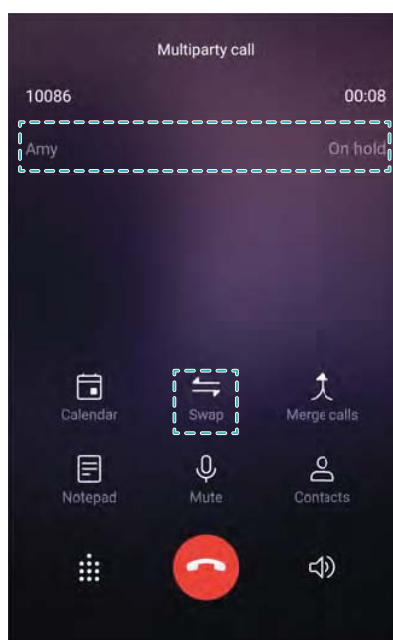 Multiparty call
10086 00:08
Amy On hold
Calendar Swap Merge calls
Notepad Mute Contacts